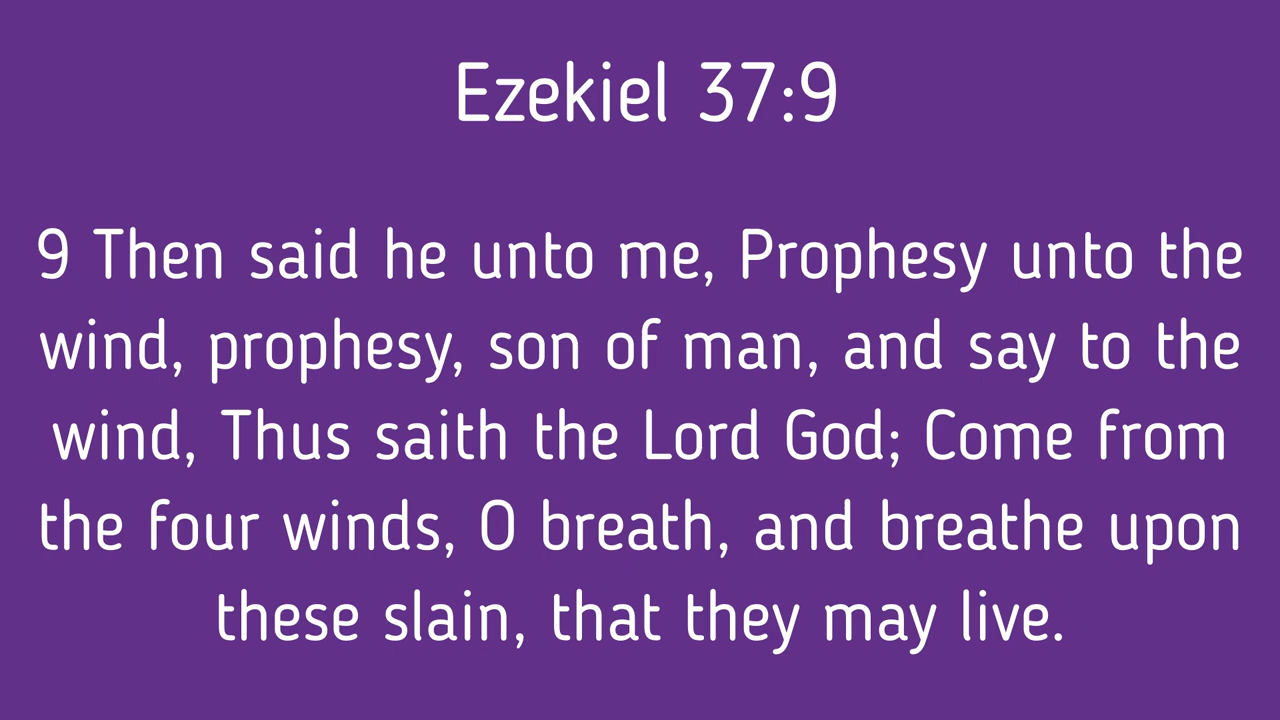 Ezekiel 37:9
9 Then said he unto me, Prophesy unto the
wind, prophesy, son of man, and say to the
wind, Thus saith the Lord God; Come from
the four winds, O breath, and breathe upon
these slain, that they may live.